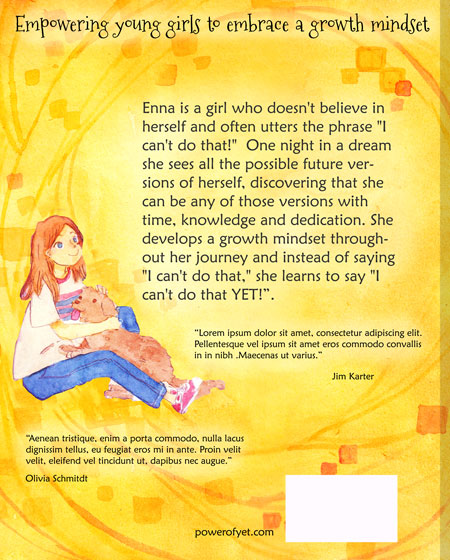 Empowering young girls to embrace a growth mindset
Enna is a girl who doesn't believe in
herself and often utters the phrase "I
can't do that!" One night in a dream
she sees all the possible future ver-
sions of herself, discovering that she
can be any of those versions with
time, knowledge and dedication. She
develops a growth mindset through-
out her journey and instead of saying
"I can't do that," she learns to say "I
can't do that YET!”.
“Lorem ipsum dolor sit amet, consectetur adipiscing elit.
Pellentesque vel ipsum sit amet eros commodo convallis
in in nibh .Maecenas ut varius.”
Jim Karter
“Aenean tristique, enim a porta commodo, nulla lacus
dignissim tellus, eu feugiat eros mi in ante. Proin velit
velit, eleifend vel tincidunt ut, dapibus nec augue.”
Olivia Schmitdt
powerofyet.com